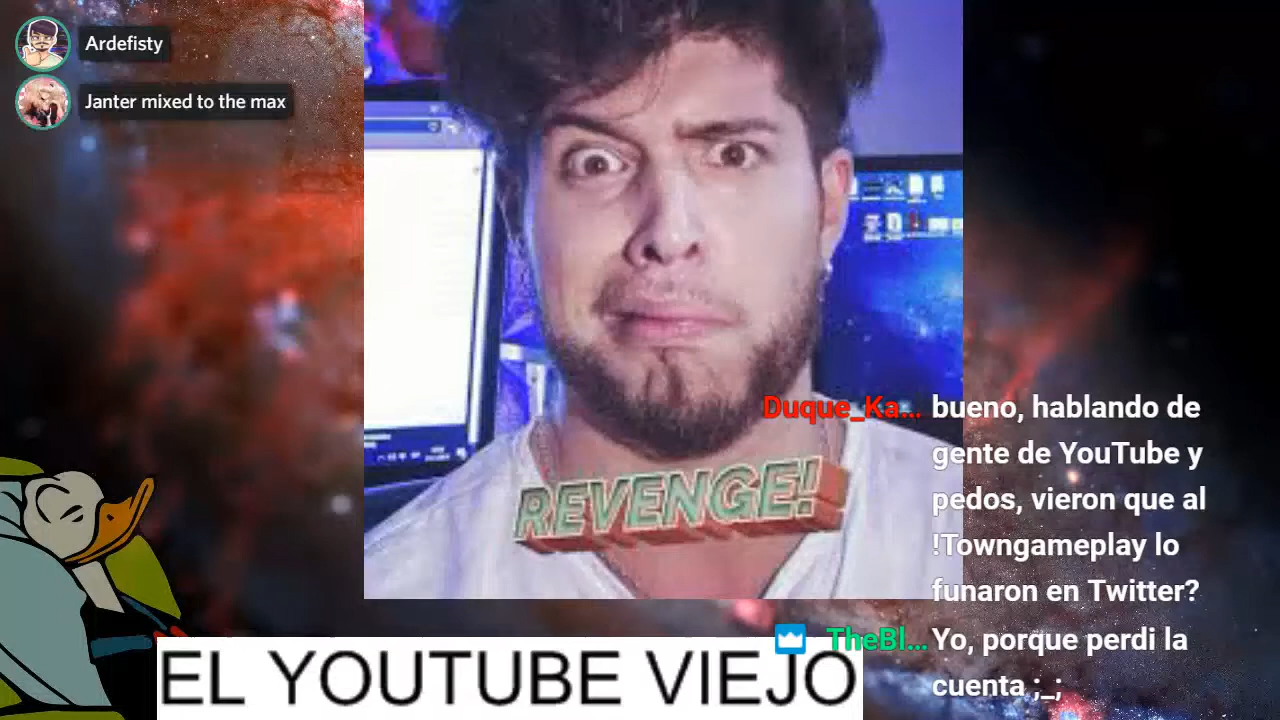 Ardefisty
Janter mixed to the max
REVENGE!
Duque_Ka... bueno, hablando de
gente de YouTube y
pedos, vieron que al
!Towngameplay lo
funaron en Twitter?
TheBl... Yo, porque perdi la
cuenta ;_;
EL YOUTUBE VIEJO